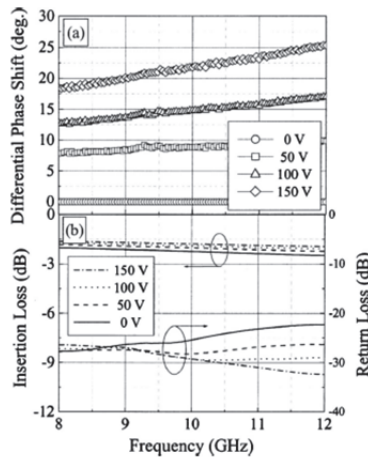 30
25
20
15
10
5
0
Differential Phase Shift (deg.)
(a)
0 V
50 V
100 V
150 V
(b)
0
-3
-6
-9
-12
Insertion Loss (dB)
150 V
100 V
50 V
0 V
0
-10
-20
-30
-40
Return Loss (dB)
8 9 10 11 12
Frequency (GHz)